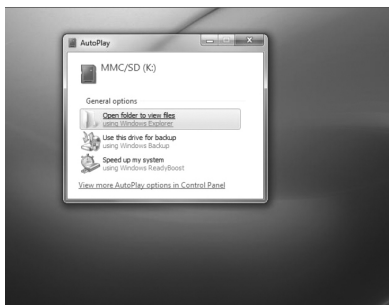 AutoPlay
MMC/SD (K:)
General options
Open folder to view files
using Windows Explorer
Use this drive for backup
using Windows Backup
Speed up my system
using Windows ReadyBoost
View more AutoPlay options in Control Panel